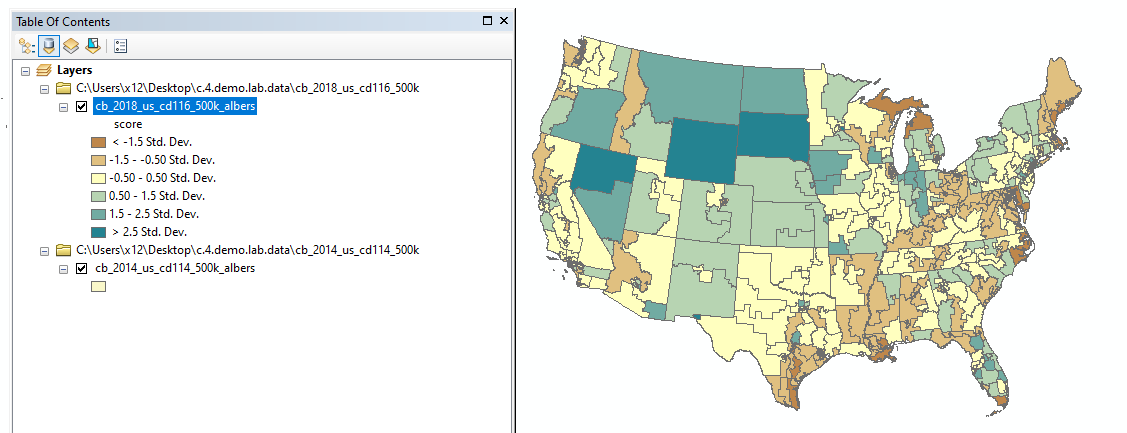 Table Of Contents
Layers
C:\Users\x12\Desktop\c.4.demo.lab.data\cb_2018_us_cd116_500k
cb_2018_us_cd116_500k_albers
score
< -1.5 Std. Dev.
-1.5 - -0.50 Std. Dev.
-0.50 - 0.50 Std. Dev.
0.50 - 1.5 Std. Dev.
1.5 - 2.5 Std. Dev.
> 2.5 Std. Dev.
C:\Users\x12\Desktop\c.4.demo.lab.data\cb_2014_us_cd114_500k
cb_2014_us_cd114_500k_albers